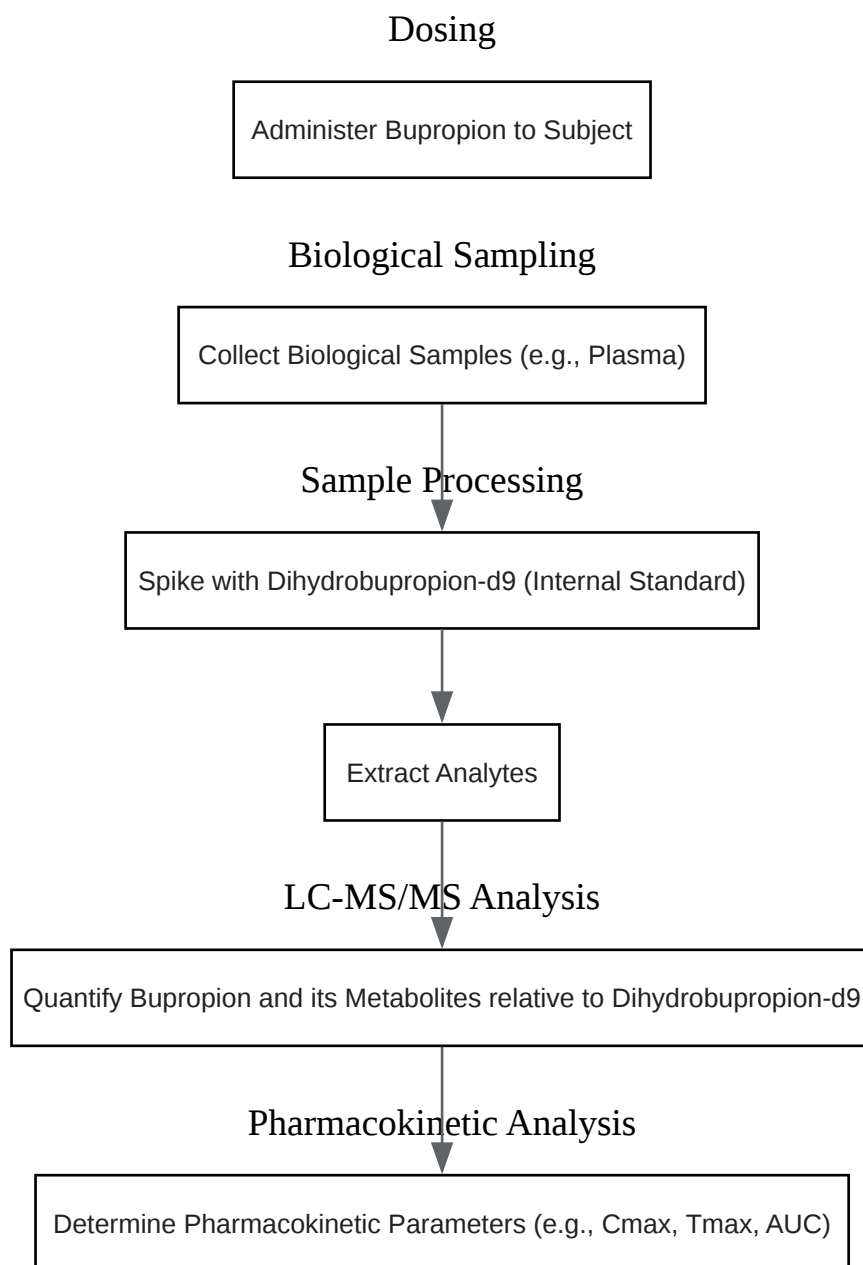 Dosing
Administer Bupropion to Subject
Biological Sampling
Collect Biological Samples (e.g., Plasma)
Sample Processing
Spike with Dihydrobupropion-d9 (Internal Standard)
Extract Analytes
LC-MS/MS Analysis
Quantify Bupropion and its Metabolites relative to Dihydrobupropion-d9
Pharmacokinetic Analysis
Determine Pharmacokinetic Parameters (e.g., Cmax, Tmax, AUC)